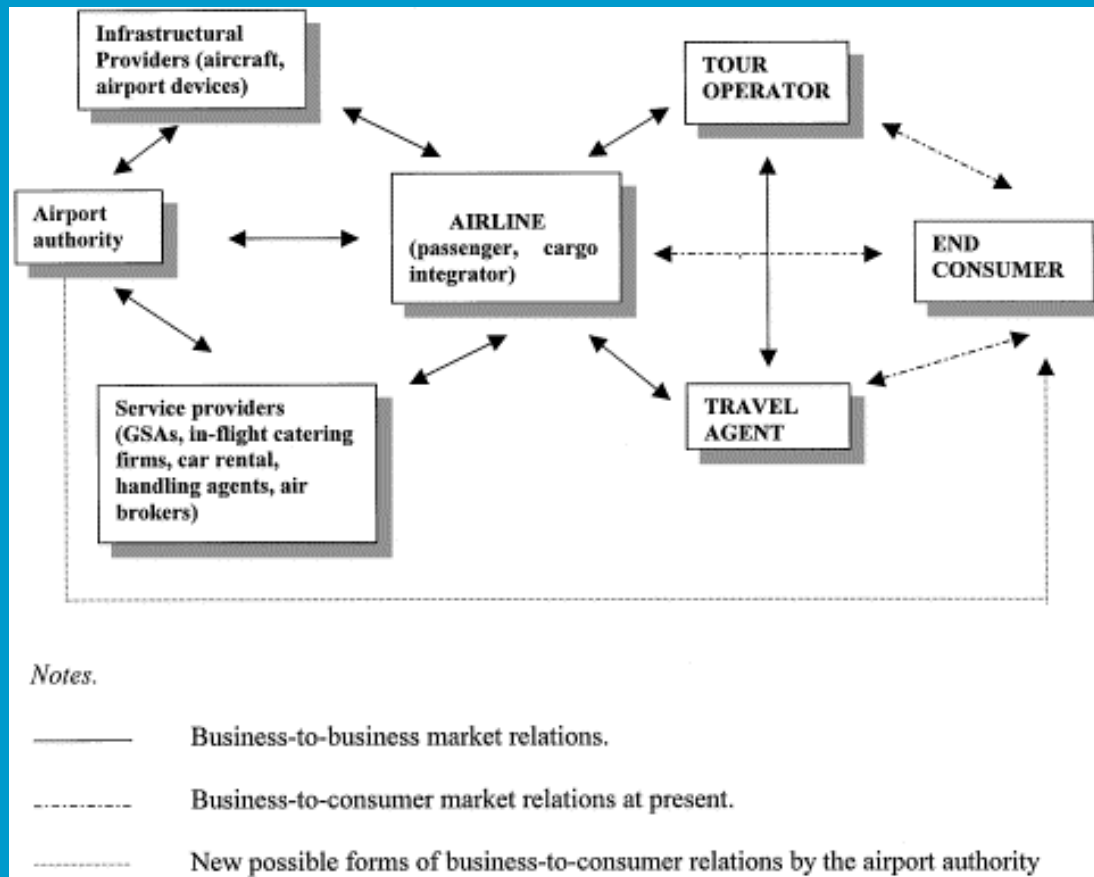 Infrastructural
Providers (aircraft,
airport devices)
TOUR
OPERATOR
Airport
authority
AIRLINE
(passenger, cargo
integrator)
END
CONSUMER
Service providers
(GSAs, in-flight catering
firms, car rental,
handling agents, air
brokers)
TRAVEL
AGENT
Notes.
Business-to-business market relations.
Business-to-consumer market relations at present.
New possible forms of business-to-consumer relations by the airport authority